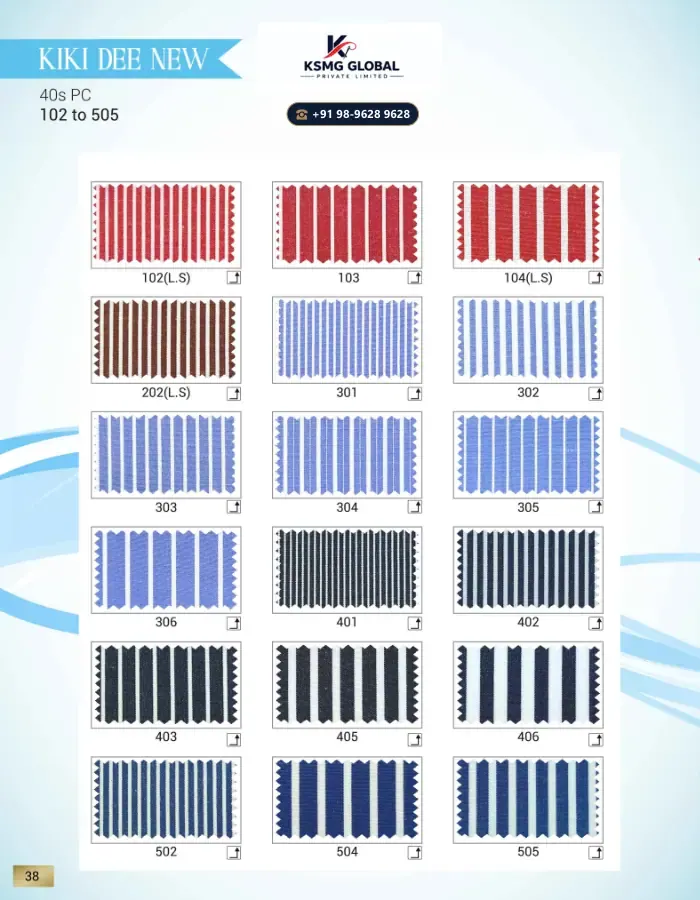 KIKI DEE NEW
KSMG GLOBAL
PRIVATE LIMITED
40s PC
102 to 505
+91 98-9628 9628
102(L.S)
103
104(L.S)
202(L.S)
301
302
303
304
305
306
401
402
403
405
406
502
504
505
38